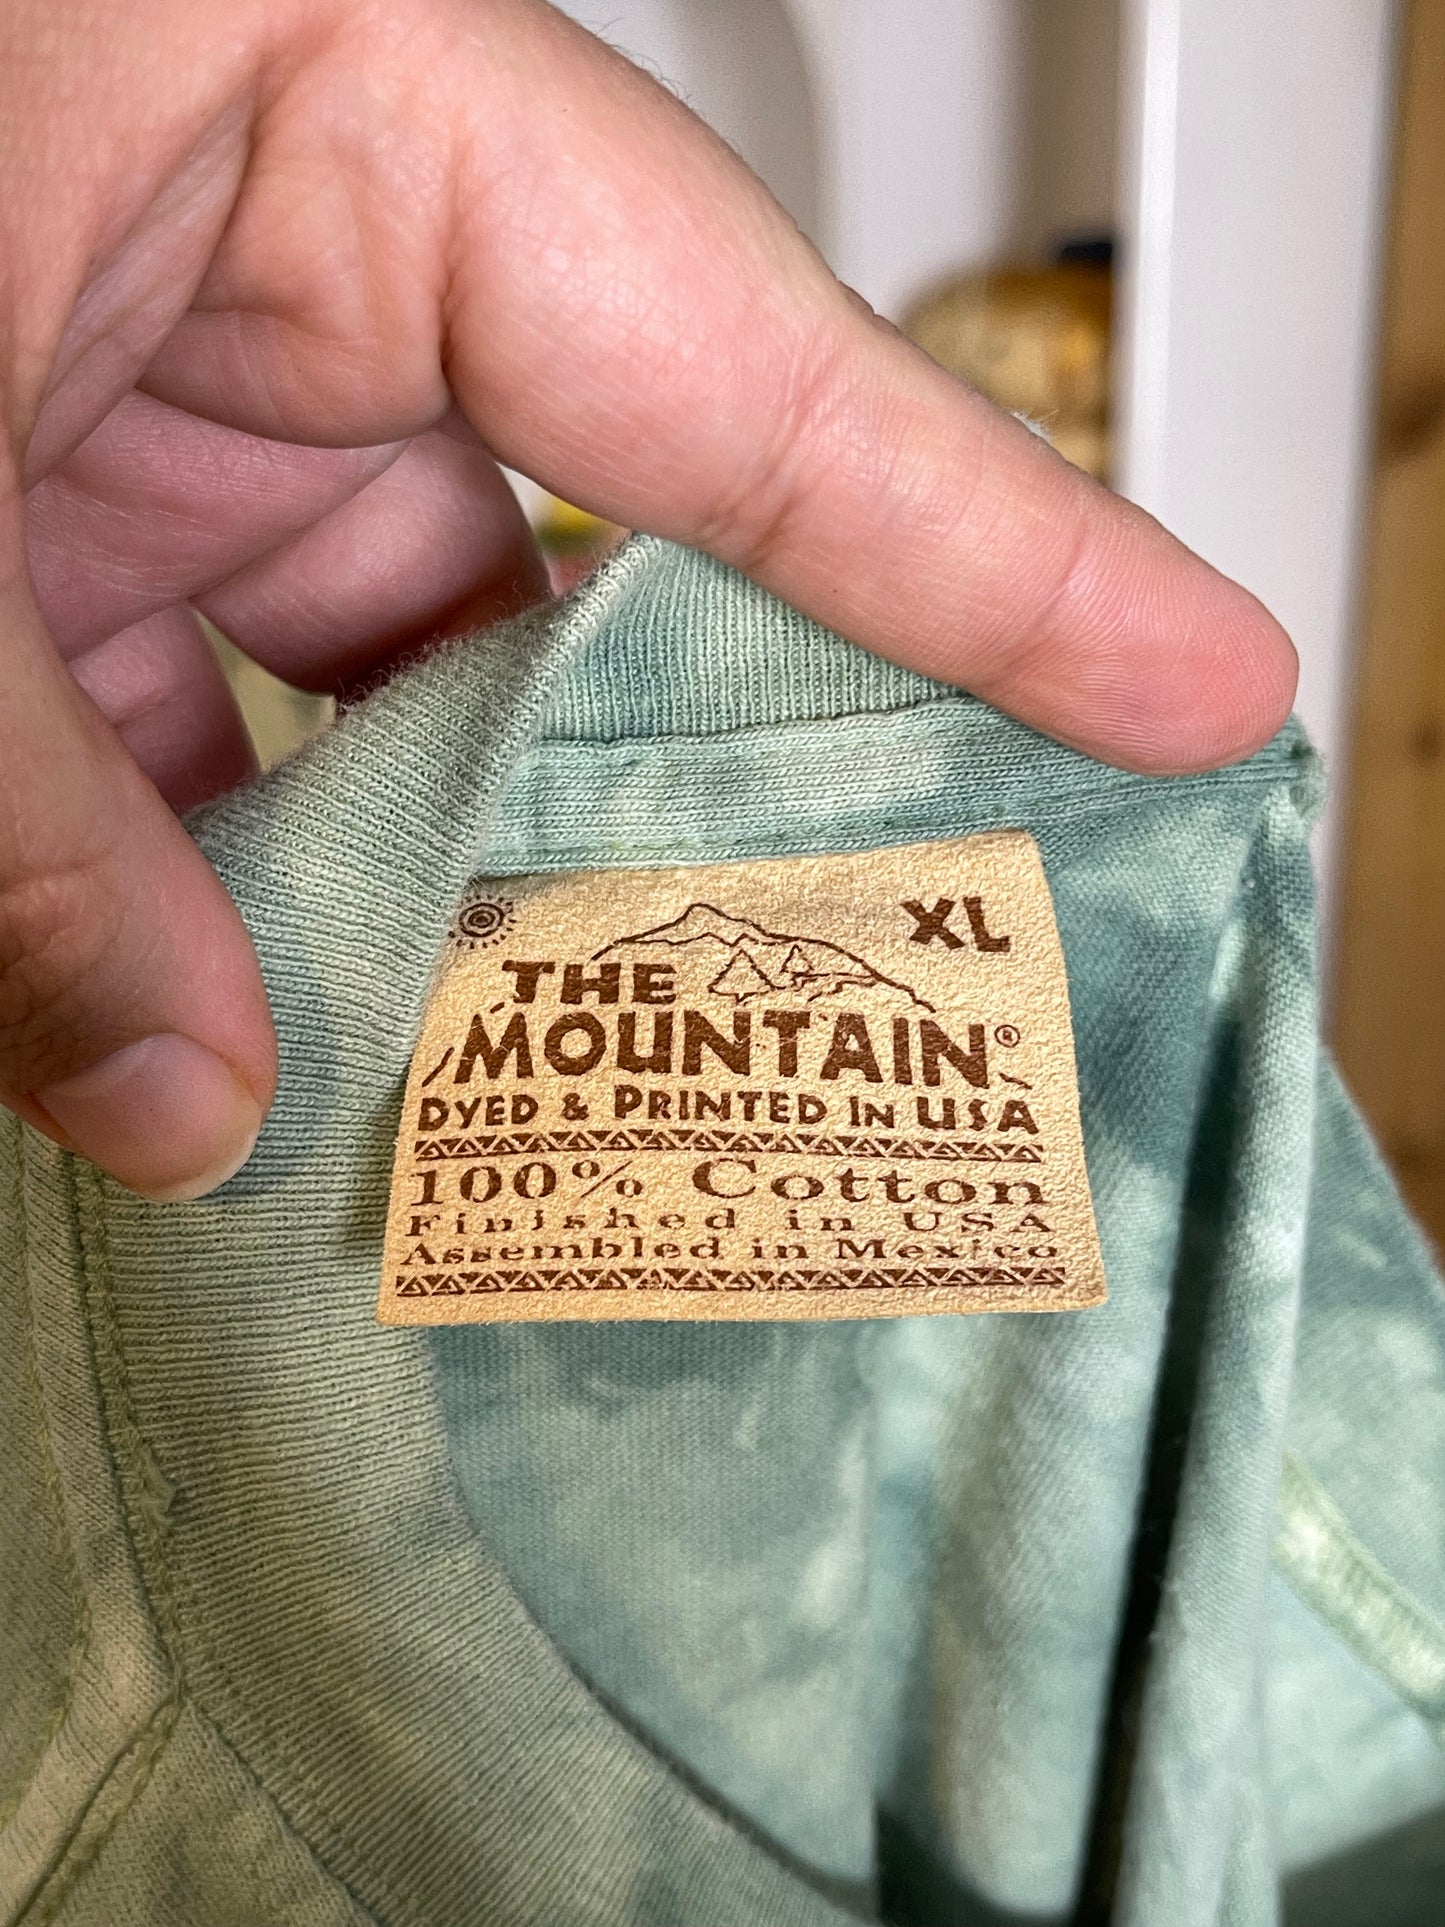 XL
THE
MOUNTAIN®
DYED & PRINTED IN USA
100% Cotton
Finished in USA
Assembled in Mexico